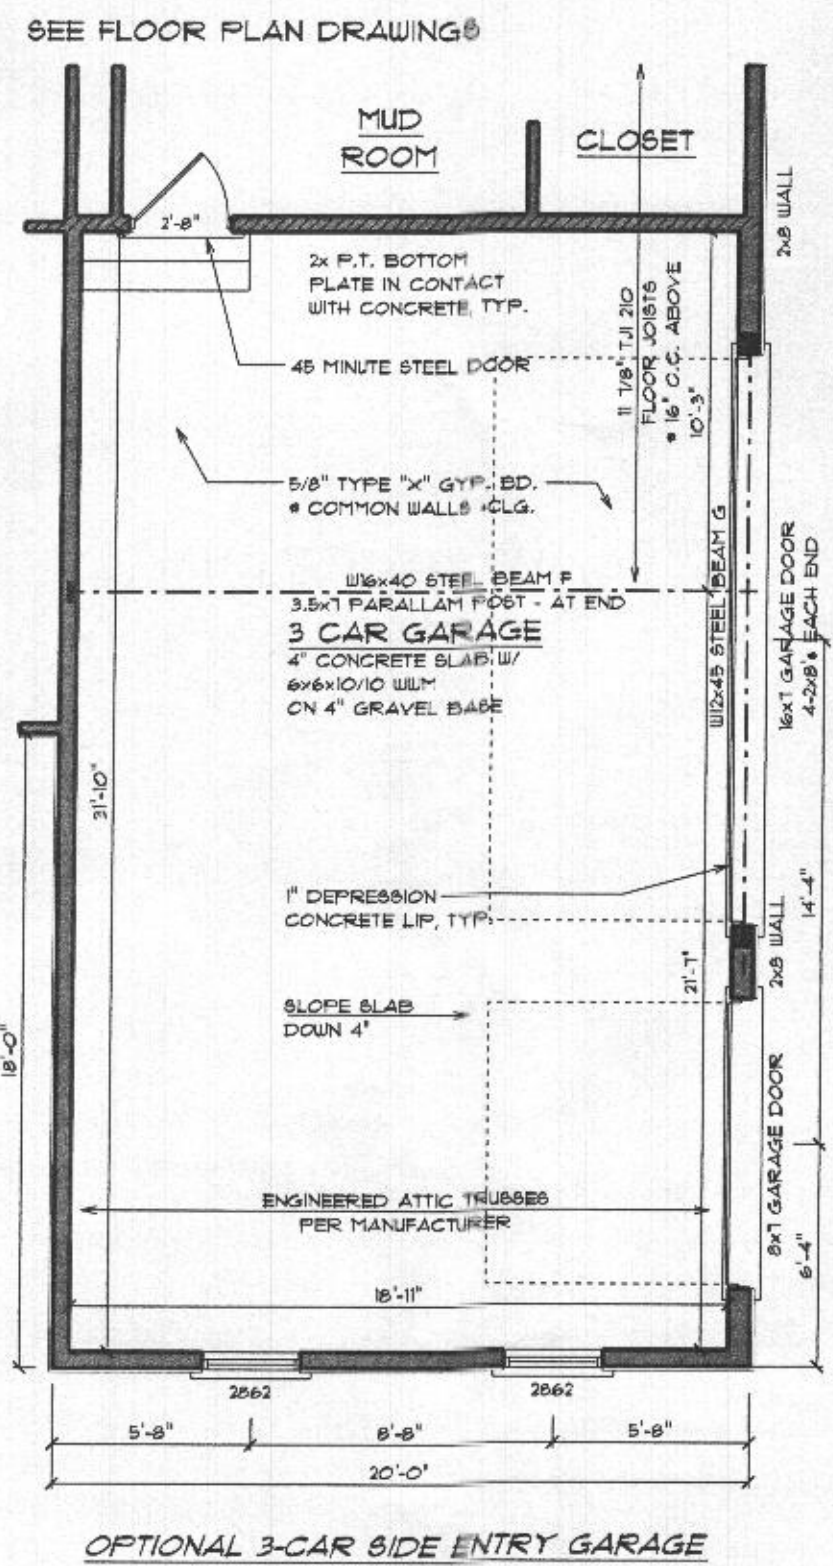 SEE FLOOR PLAN DRAWINGS
MUD
ROOM
CLOSET
2x8 WALL
2'-8"
2x P.T. BOTTOM
PLATE IN CONTACT
WITH CONCRETE, TYP.
11 7/8" TJI 210
FLOOR JOISTS
@ 16" O.C. ABOVE
10'-3"
45 MINUTE STEEL DOOR
5/8" TYPE "X" GYP. BD.
@ COMMON WALLS + CLG.
W16x40 STEEL BEAM F
3.5x7 PARALLAM POST - AT END
3 CAR GARAGE
4" CONCRETE SLAB W/
6x6x10/10 WWM
ON 4" GRAVEL BASE
W12x45 STEEL BEAM G
16x7 GARAGE DOOR
4-2x8's EACH END
31'-10"
1" DEPRESSION
CONCRETE LIP, TYP.
14'-4"
2x8 WALL
21'-7"
SLOPE SLAB
DOWN 4"
18'-0"
8x7 GARAGE DOOR
ENGINEERED ATTIC TRUSSES
PER MANUFACTURER
6'-4"
18'-11"
2862
2862
5'-8"
8'-8"
5'-8"
20'-0"
OPTIONAL 3-CAR SIDE ENTRY GARAGE